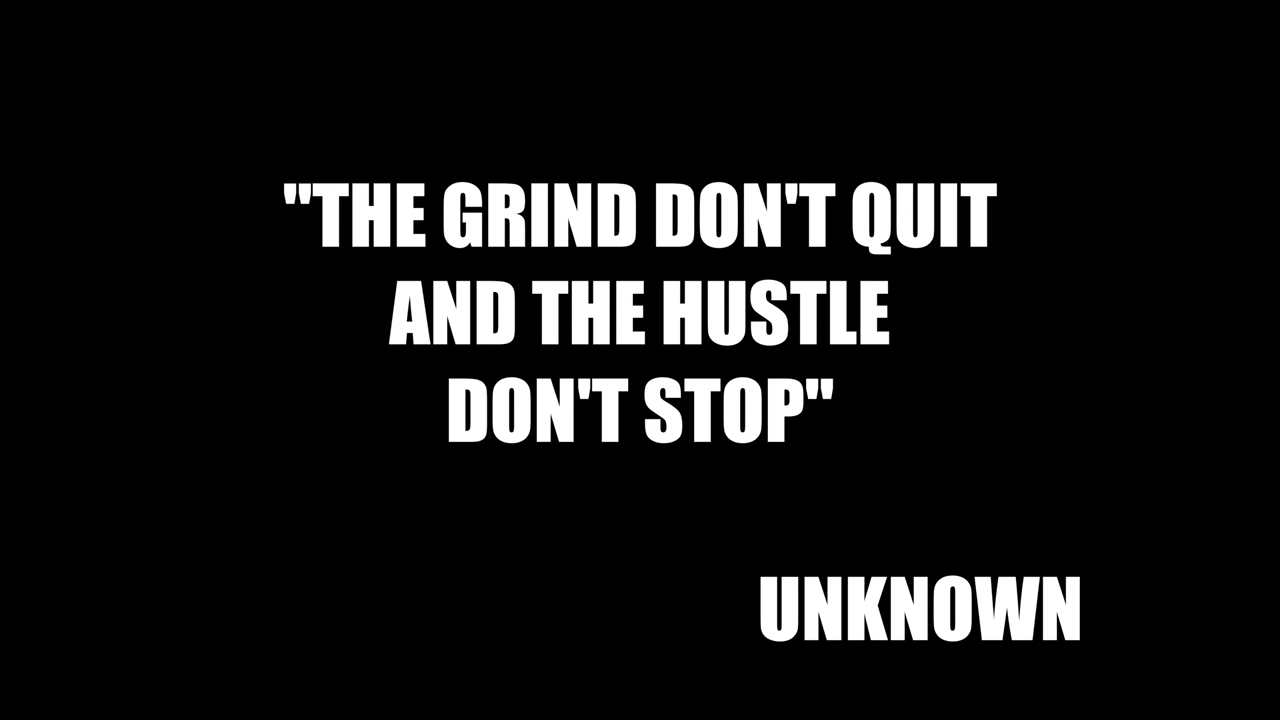 "THE GRIND DON'T QUIT
AND THE HUSTLE
DON'T STOP"
UNKNOWN